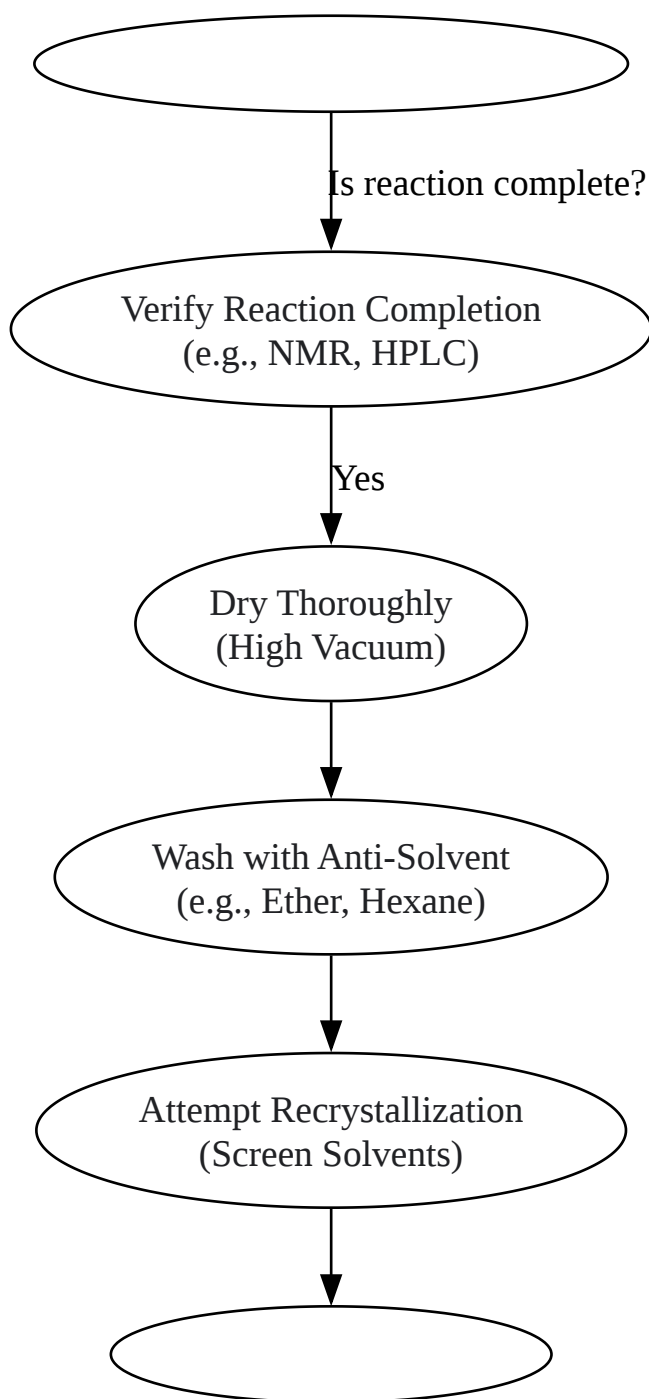 Is reaction complete?
Verify Reaction Completion
(e.g., NMR, HPLC)
Yes
Dry Thoroughly
(High Vacuum)
Wash with Anti-Solvent
(e.g., Ether, Hexane)
Attempt Recrystallization
(Screen Solvents)